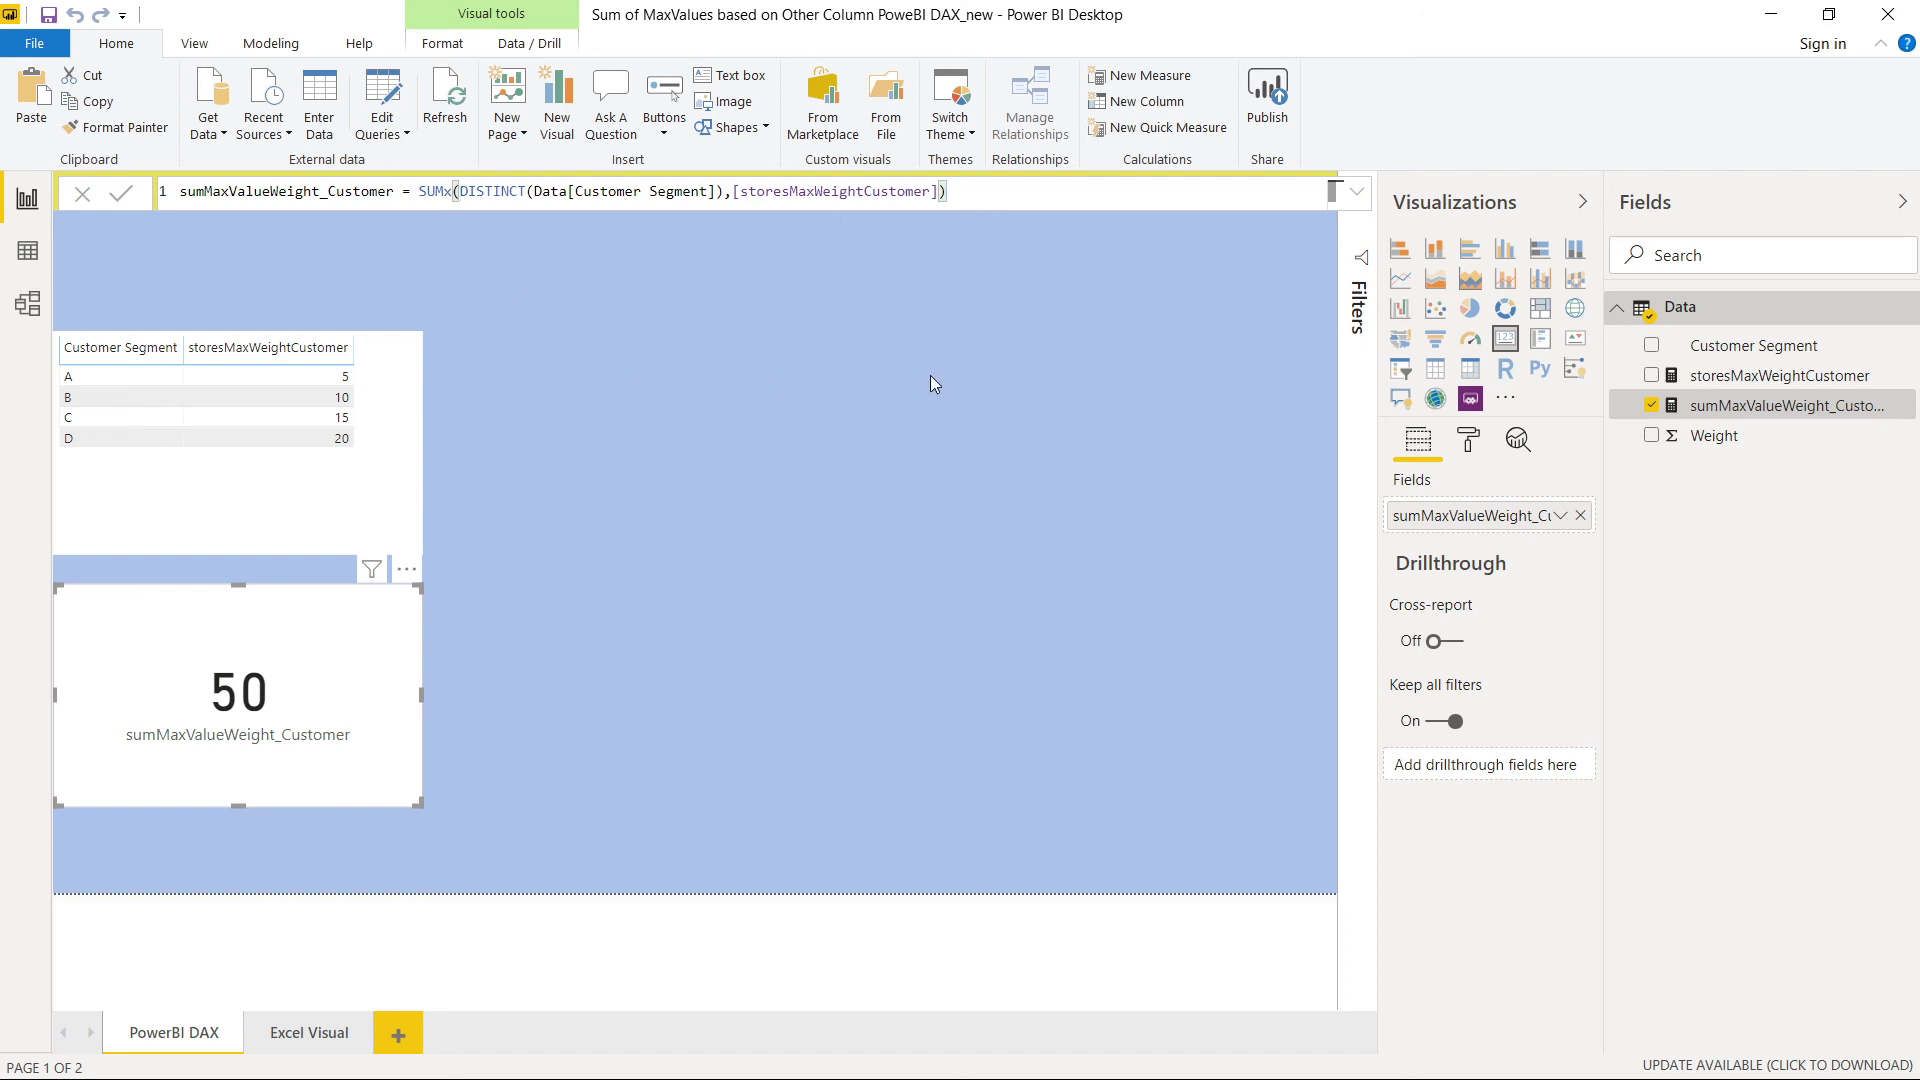 Visual tools
Sum of MaxValues based on Other Column PoweBI DAX_new - Power BI Desktop
File Home View Modeling Help Format Data / Drill Sign in
Paste
Cut
Copy
Format Painter
Clipboard
Get Data
Recent Sources
Enter Data
Edit Queries
Refresh
External data
New Page
New Visual
Ask A Question
Buttons
Text box
Image
Shapes
Insert
From Marketplace
From File
Custom visuals
Switch Theme
Themes
Manage Relationships
Relationships
New Measure
New Column
New Quick Measure
Calculations
Publish
Share
1 sumMaxValueWeight_Customer = SUMx(DISTINCT(Data[Customer Segment]),[storesMaxWeightCustomer])
Customer Segment storesMaxWeightCustomer
A 5
B 10
C 15
D 20
50
sumMaxValueWeight_Customer
Filters
Visualizations
R Py
123
Fields
sumMaxValueWeight_Cu
Drillthrough
Cross-report
Off
Keep all filters
On
Add drillthrough fields here
Fields
Search
Data
Customer Segment
storesMaxWeightCustomer
sumMaxValueWeight_Custo...
Σ Weight
PowerBI DAX Excel Visual +
PAGE 1 OF 2
UPDATE AVAILABLE (CLICK TO DOWNLOAD)